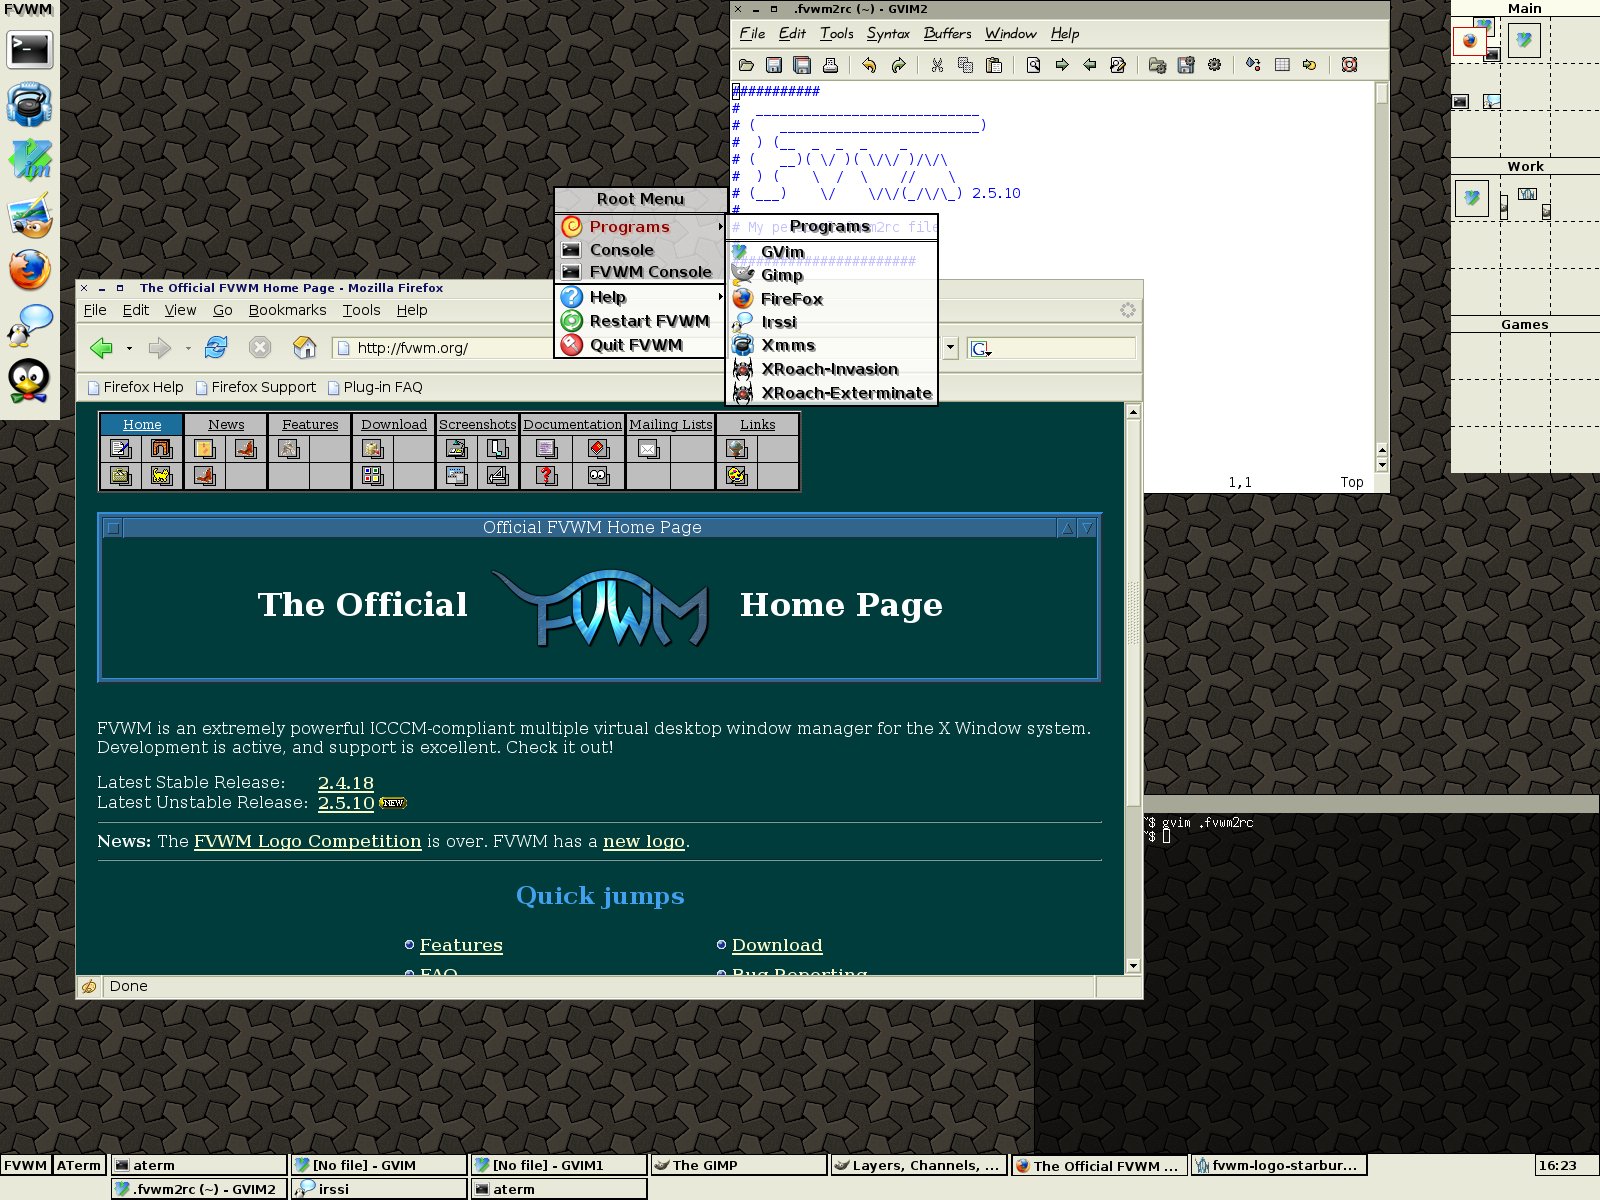 FVWM
.fvwm2rc (~) - GVIM2
File Edit Tools Syntax Buffers Window Help
###########
#
# (
# ) (__
# ( __)( \/ )( \/\/ )/\/\
# ) ( \ / \ // \
# (___) \/ \/\/(_/\/\_) 2.5.10
#
1,1 Top
Main
Work
Games
Root Menu
Programs
Console
FVWM Console
Help
Restart FVWM
Quit FVWM
Programs
GVim
Gimp
FireFox
Irssi
Xmms
XRoach-Invasion
XRoach-Exterminate
The Official FVWM Home Page - Mozilla Firefox
File Edit View Go Bookmarks Tools Help
http://fvwm.org/
G
Firefox Help Firefox Support Plug-in FAQ
Home News Features Download Screenshots Documentation Mailing Lists Links
Official FVWM Home Page
The Official FVWM Home Page
FVWM is an extremely powerful ICCCM-compliant multiple virtual desktop window manager for the X Window system.
Development is active, and support is excellent. Check it out!
Latest Stable Release: 2.4.18
Latest Unstable Release: 2.5.10 NEW
News: The FVWM Logo Competition is over. FVWM has a new logo.
Quick jumps
Features Download
FAQ Bug Reporting
Done
~$ gvim .fvwm2rc
~$
FVWM ATerm aterm [No file] - GVIM [No file] - GVIM1 The GIMP Layers, Channels, ... The Official FVWM ... fvwm-logo-starbur... 16:23
.fvwm2rc (~) - GVIM2 irssi aterm